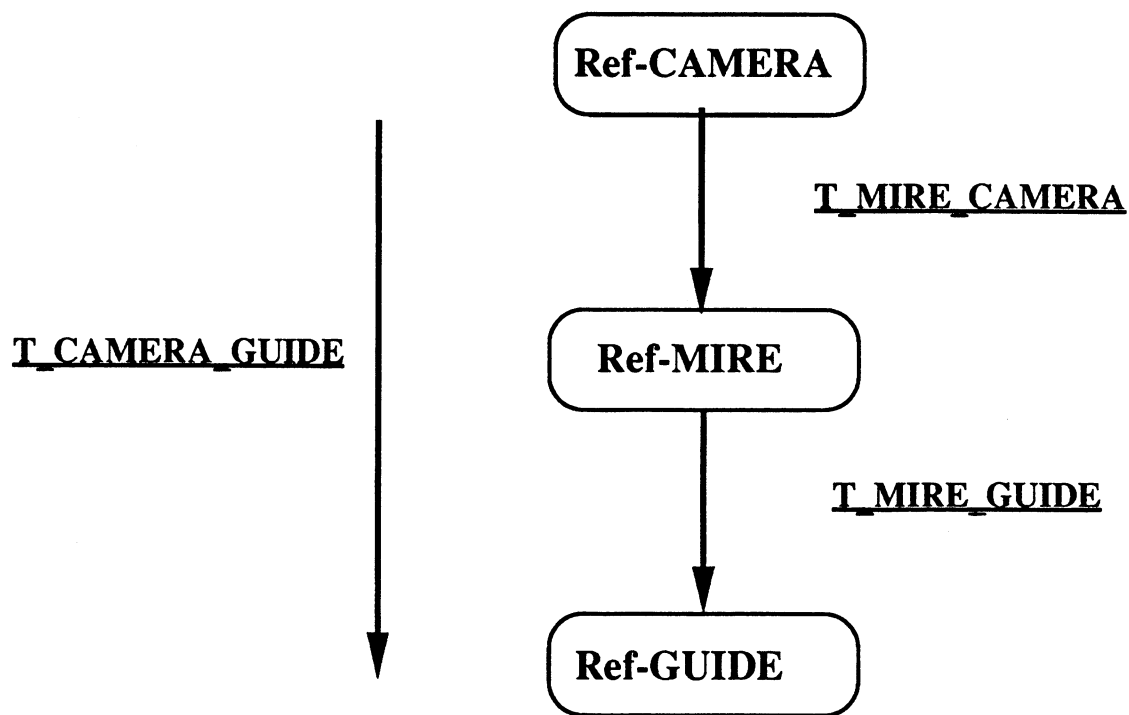 Ref-CAMERA
T_MIRE_CAMERA
Ref-MIRE
T_CAMERA_GUIDE
T_MIRE_GUIDE
Ref-GUIDE